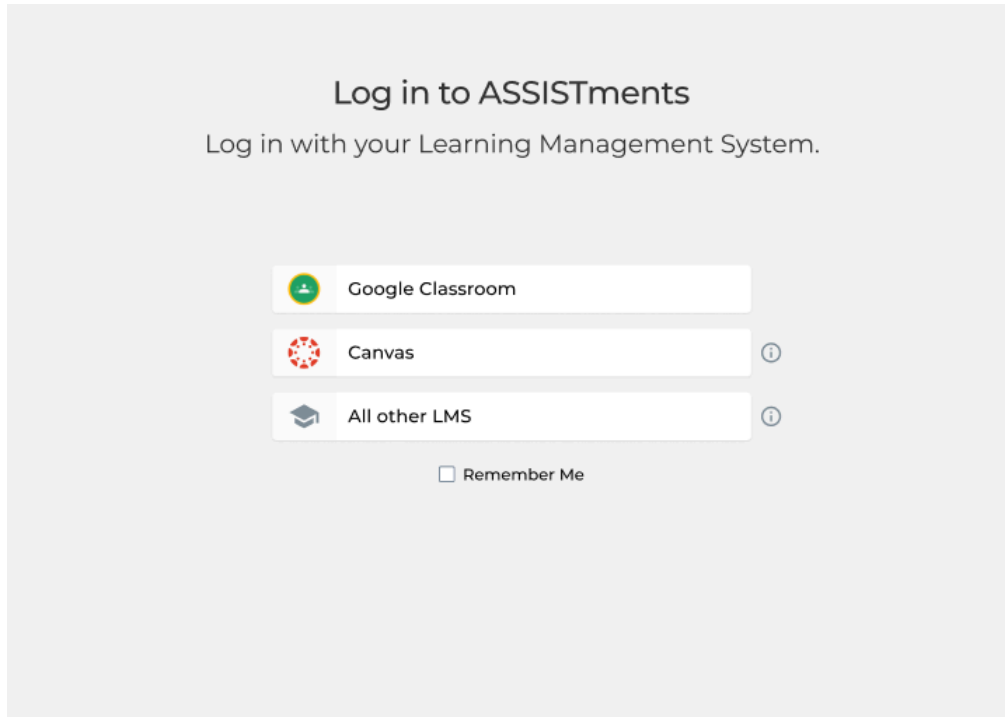 Log in to ASSISTments
Log in with your Learning Management System.
Google Classroom
Canvas
All other LMS
Remember Me